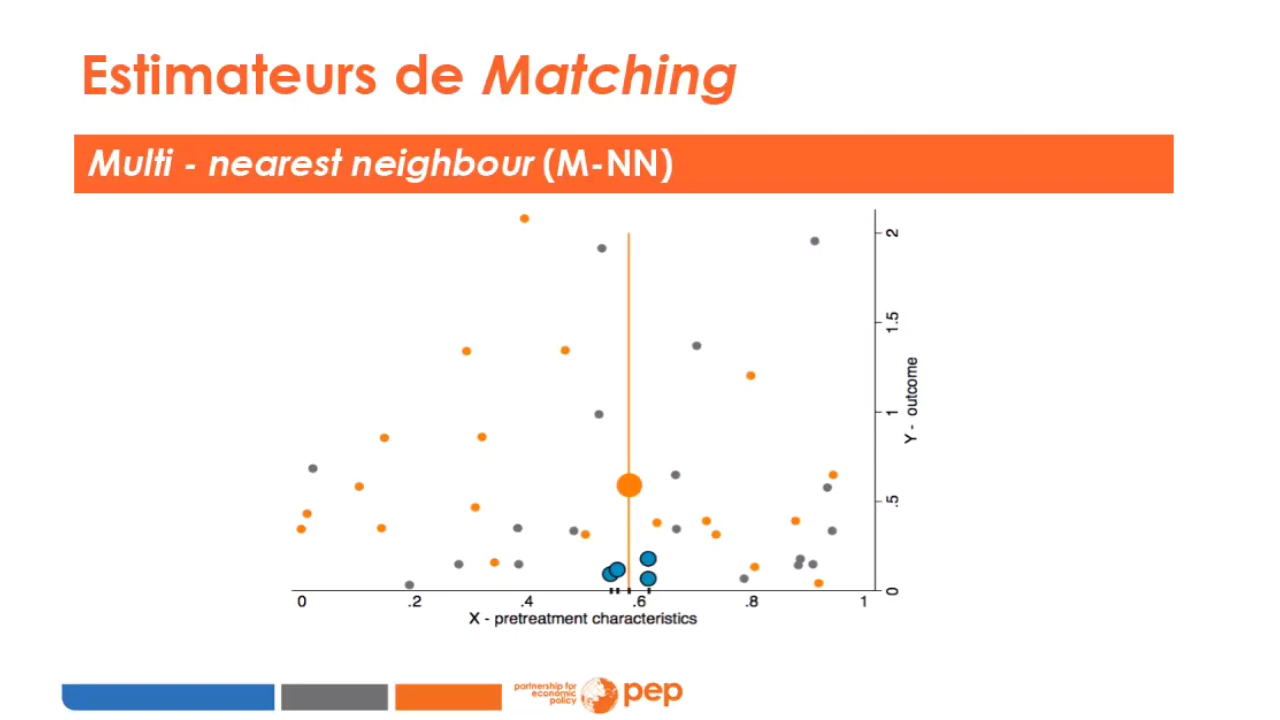 Estimateurs de Matching
Multi - nearest neighbour (M-NN)
2
1.5
1
.5
0
Y - outcome
0 .2 .4 .6 .8 1
X - pretreatment characteristics
partnership for
economic
policy
pep